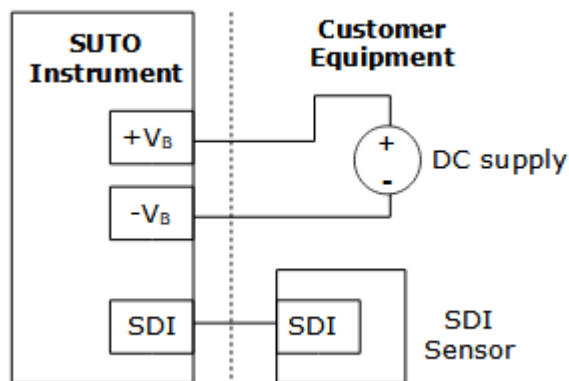 SUTO
Instrument
Customer
Equipment
+VB
+
DC supply
-
-VB
SDI
SDI
SDI
Sensor